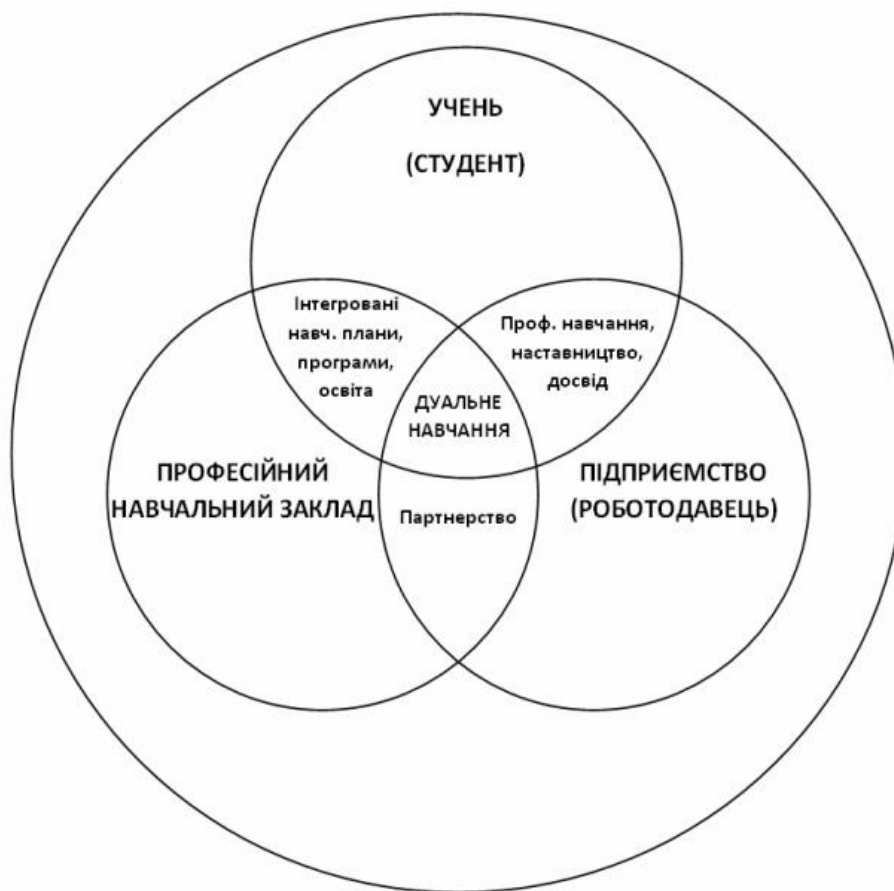 УЧЕНЬ
(СТУДЕНТ)
Інтегровані
навч. плани,
програми,
освіта
Проф. навчання,
наставництво,
досвід
ДУАЛЬНЕ
НАВЧАННЯ
ПРОФЕСІЙНИЙ
НАВЧАЛЬНИЙ ЗАКЛАД
ПІДПРИЄМСТВО
(РОБОТОДАВЕЦЬ)
Партнерство